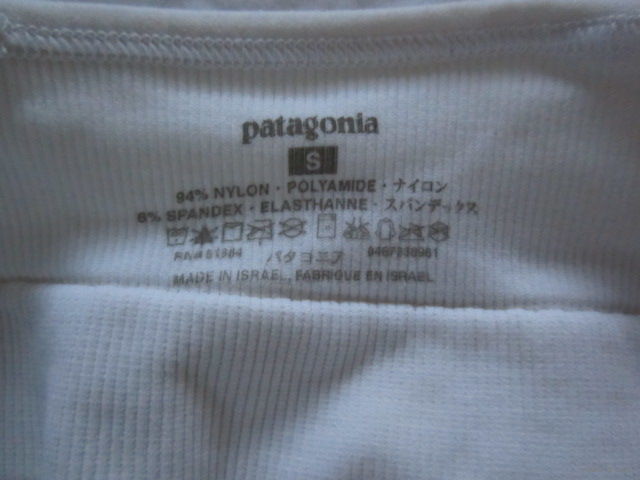 patagonia
S
94% NYLON · POLYAMIDE · ナイロン
6% SPANDEX · ELASTHANNE · スパンデックス
RN# 51884 パタゴニア
MADE IN ISRAEL, FABRIQUE EN ISRAEL